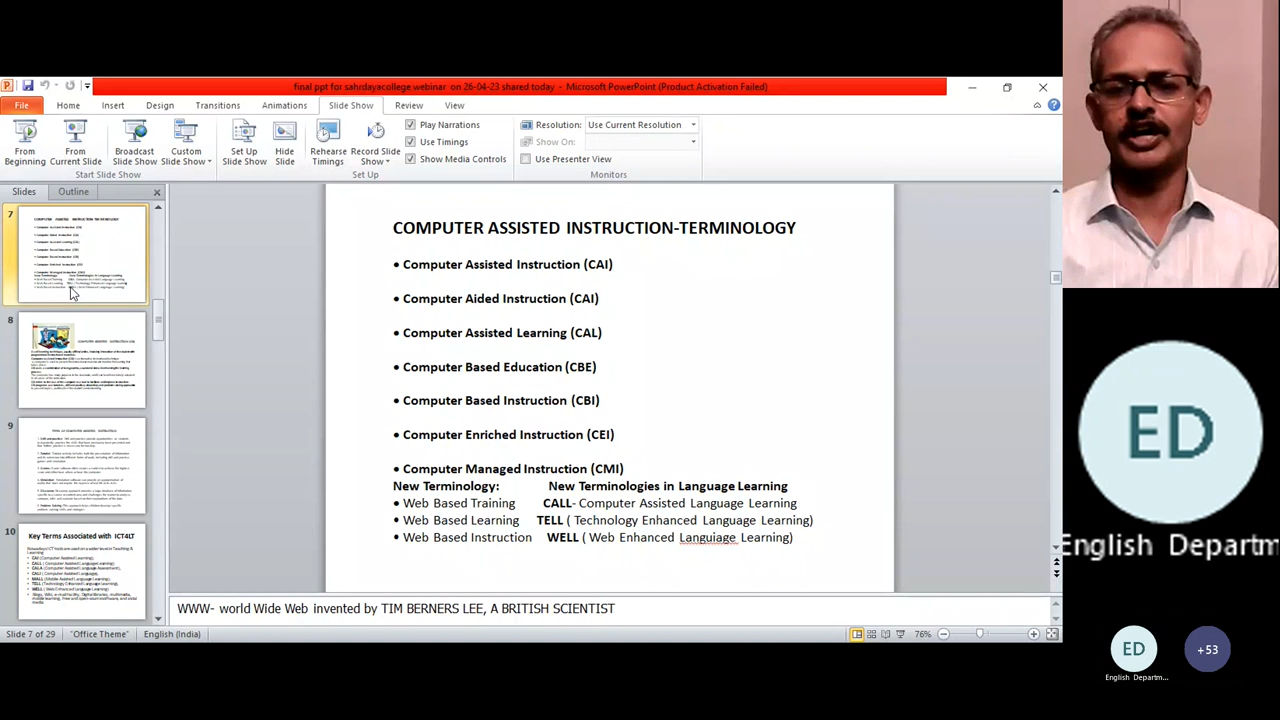 final ppt for sahrdayacollege.webinar on 26-04-23 shared today - Microsoft PowerPoint (Product Activation Failed)
File Home Insert Design Transitions Animations Slide Show Review View
From Beginning
From Current Slide
Broadcast Slide Show
Custom Slide Show
Set Up Slide Show
Hide Slide
Rehearse Timings
Record Slide Show
Play Narrations
Use Timings
Show Media Controls
Resolution: Use Current Resolution
Show On:
Use Presenter View
Start Slide Show
Set Up
Monitors
Slides Outline
7
8
9
10
Key Terms Associated with ICT4LT
COMPUTER ASSISTED INSTRUCTION-TERMINOLOGY
• Computer Assisted Instruction (CAI)
• Computer Aided Instruction (CAI)
• Computer Assisted Learning (CAL)
• Computer Based Education (CBE)
• Computer Based Instruction (CBI)
• Computer Enriched Instruction (CEI)
• Computer Managed Instruction (CMI)
New Terminology: New Terminologies in Language Learning
• Web Based Training CALL- Computer Assisted Language Learning
• Web Based Learning TELL ( Technology Enhanced Language Learning)
• Web Based Instruction WELL ( Web Enhanced Languiage Learning)
WWW- world Wide Web invented by TIM BERNERS LEE, A BRITISH SCIENTIST
Slide 7 of 29 "Office Theme" English (India) 76%
ED
English Departm
ED +53
English Departm...